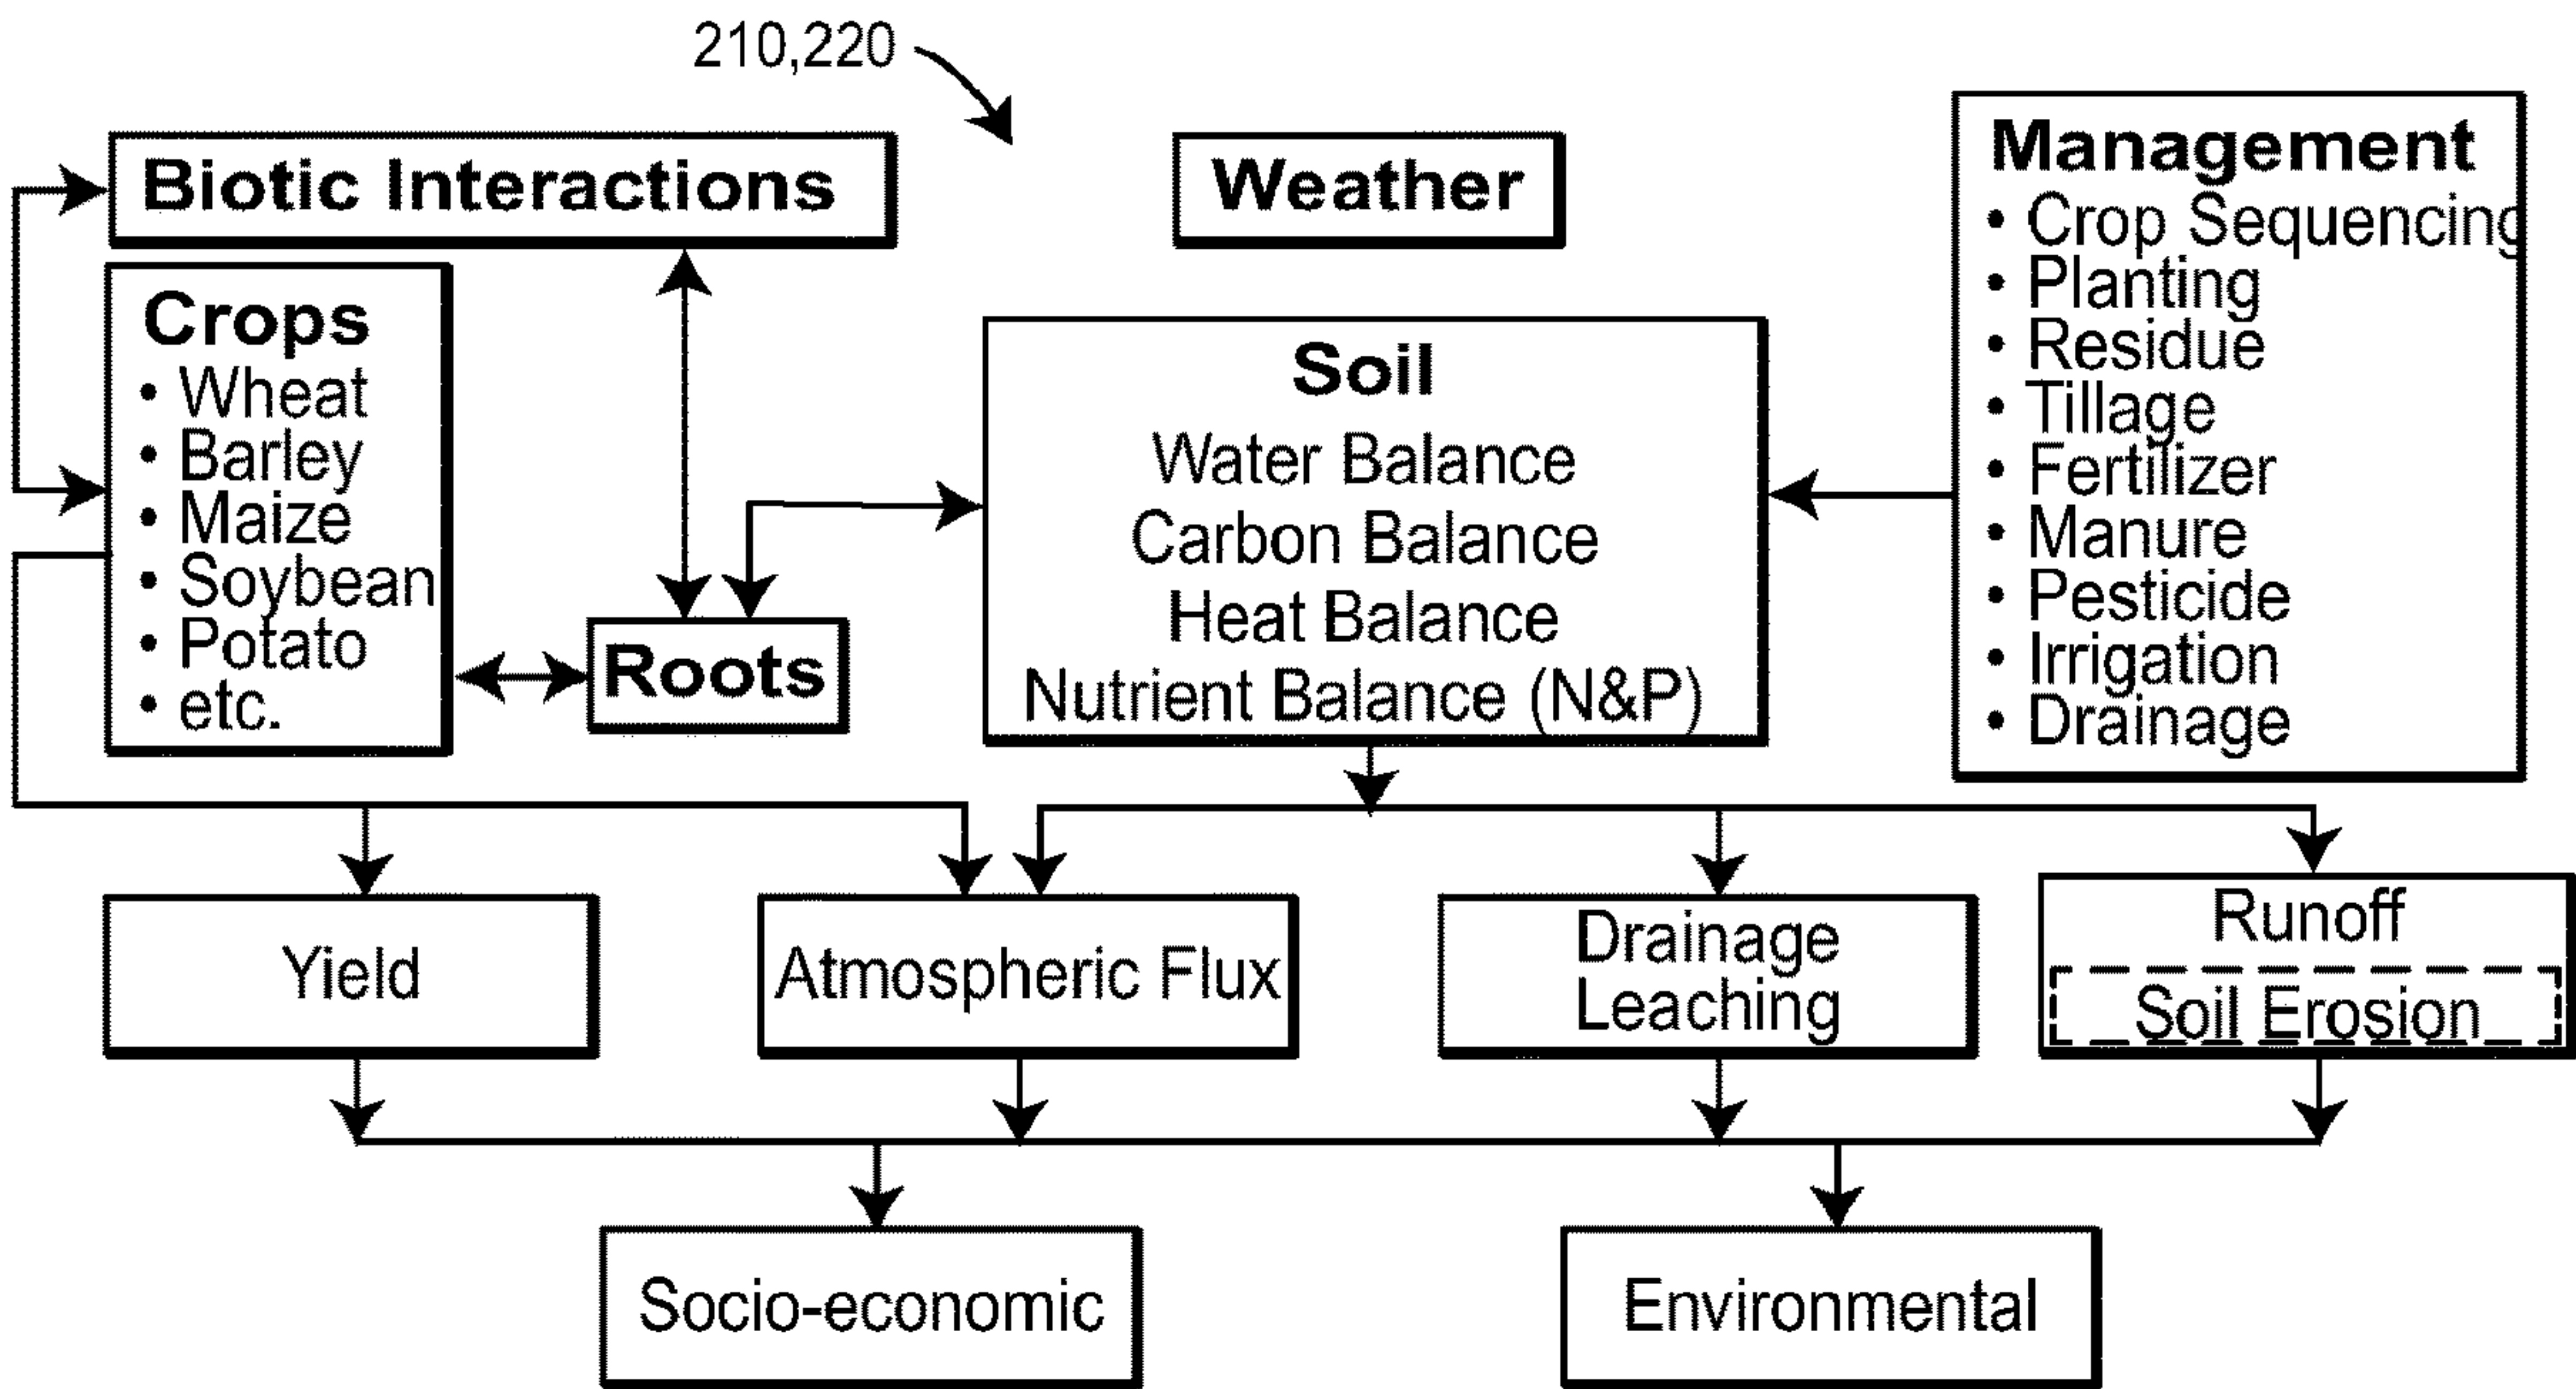 210,220
Biotic Interactions
Weather
Management
• Crop Sequencing
• Planting
• Residue
• Tillage
• Fertilizer
• Manure
• Pesticide
• Irrigation
• Drainage
Crops
• Wheat
• Barley
• Maize
• Soybean
• Potato
• etc.
Roots
Soil
Water Balance
Carbon Balance
Heat Balance
Nutrient Balance (N&P)
Yield
Atmospheric Flux
Drainage
Leaching
Runoff
Soil Erosion
Socio-economic
Environmental